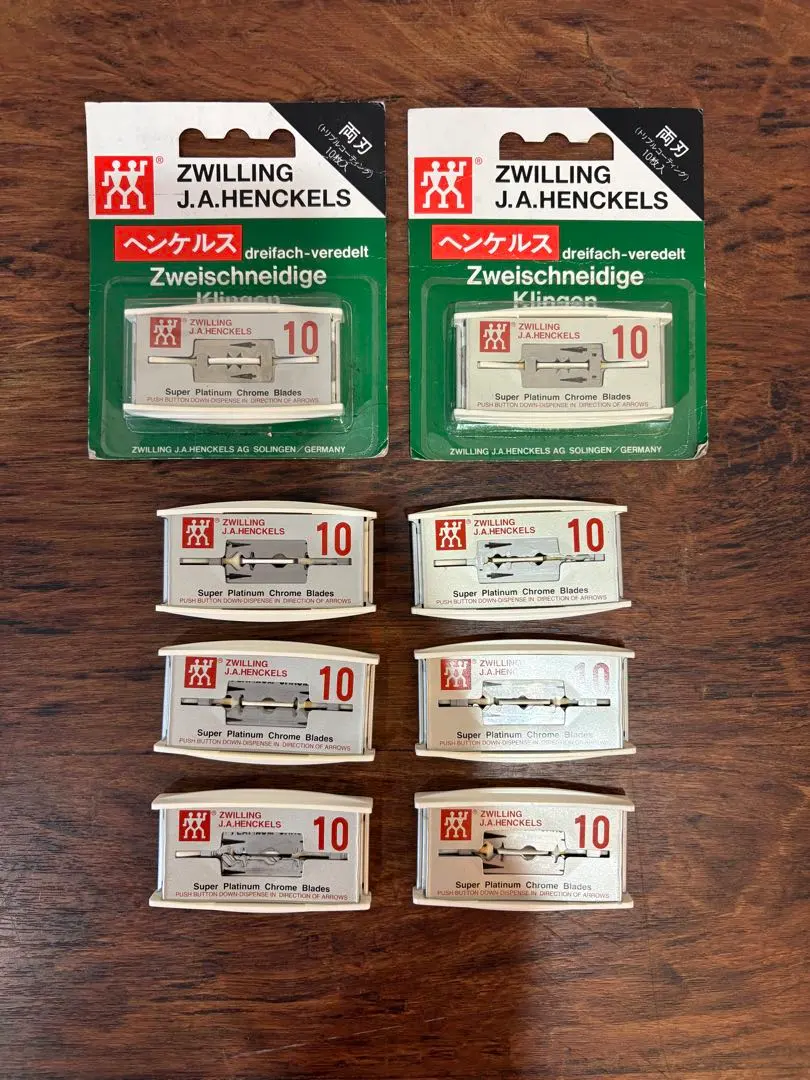 両刃
(トリプルコーティング)
10枚入
ZWILLING
J.A.HENCKELS
®
ヘンケルス
dreifach-veredelt
Zweischneidige
Klingen
ZWILLING
J.A.HENCKELS
10
Super Platinum Chrome Blades
PUSH BUTTON DOWN-DISPENSE IN DIRECTION OF ARROWS
ZWILLING J.A.HENCKELS AG SOLINGEN/GERMANY
両刃
(トリプルコーティング)
10枚入
ZWILLING
J.A.HENCKELS
®
ヘンケルス
dreifach-veredelt
Zweischneidige
Klingen
ZWILLING
J.A.HENCKELS
10
Super Platinum Chrome Blades
PUSH BUTTON DOWN-DISPENSE IN DIRECTION OF ARROWS
ZWILLING J.A.HENCKELS AG SOLINGEN/GERMANY
ZWILLING
J.A.HENCKELS
10
Super Platinum Chrome Blades
PUSH BUTTON DOWN-DISPENSE IN DIRECTION OF ARROWS
ZWILLING
J.A.HENCKELS
10
Super Platinum Chrome Blades
PUSH BUTTON DOWN-DISPENSE IN DIRECTION OF ARROWS
ZWILLING
J.A.HENCKELS
10
Super Platinum Chrome Blades
PUSH BUTTON DOWN-DISPENSE IN DIRECTION OF ARROWS
ZWILLING
J.A.HENC
10
Super Platinum Chrome Blades
PUSH BUTTON DOWN-DISPENSE IN DIRECTION OF ARROWS
ZWILLING
J.A.HENCKELS
10
Super Platinum Chrome Blades
PUSH BUTTON DOWN-DISPENSE IN DIRECTION OF ARROWS
ZWILLING
J.A.HENCKELS
10
Super Platinum Chrome Blades
PUSH BUTTON DOWN-DISPENSE IN DIRECTION OF ARROWS